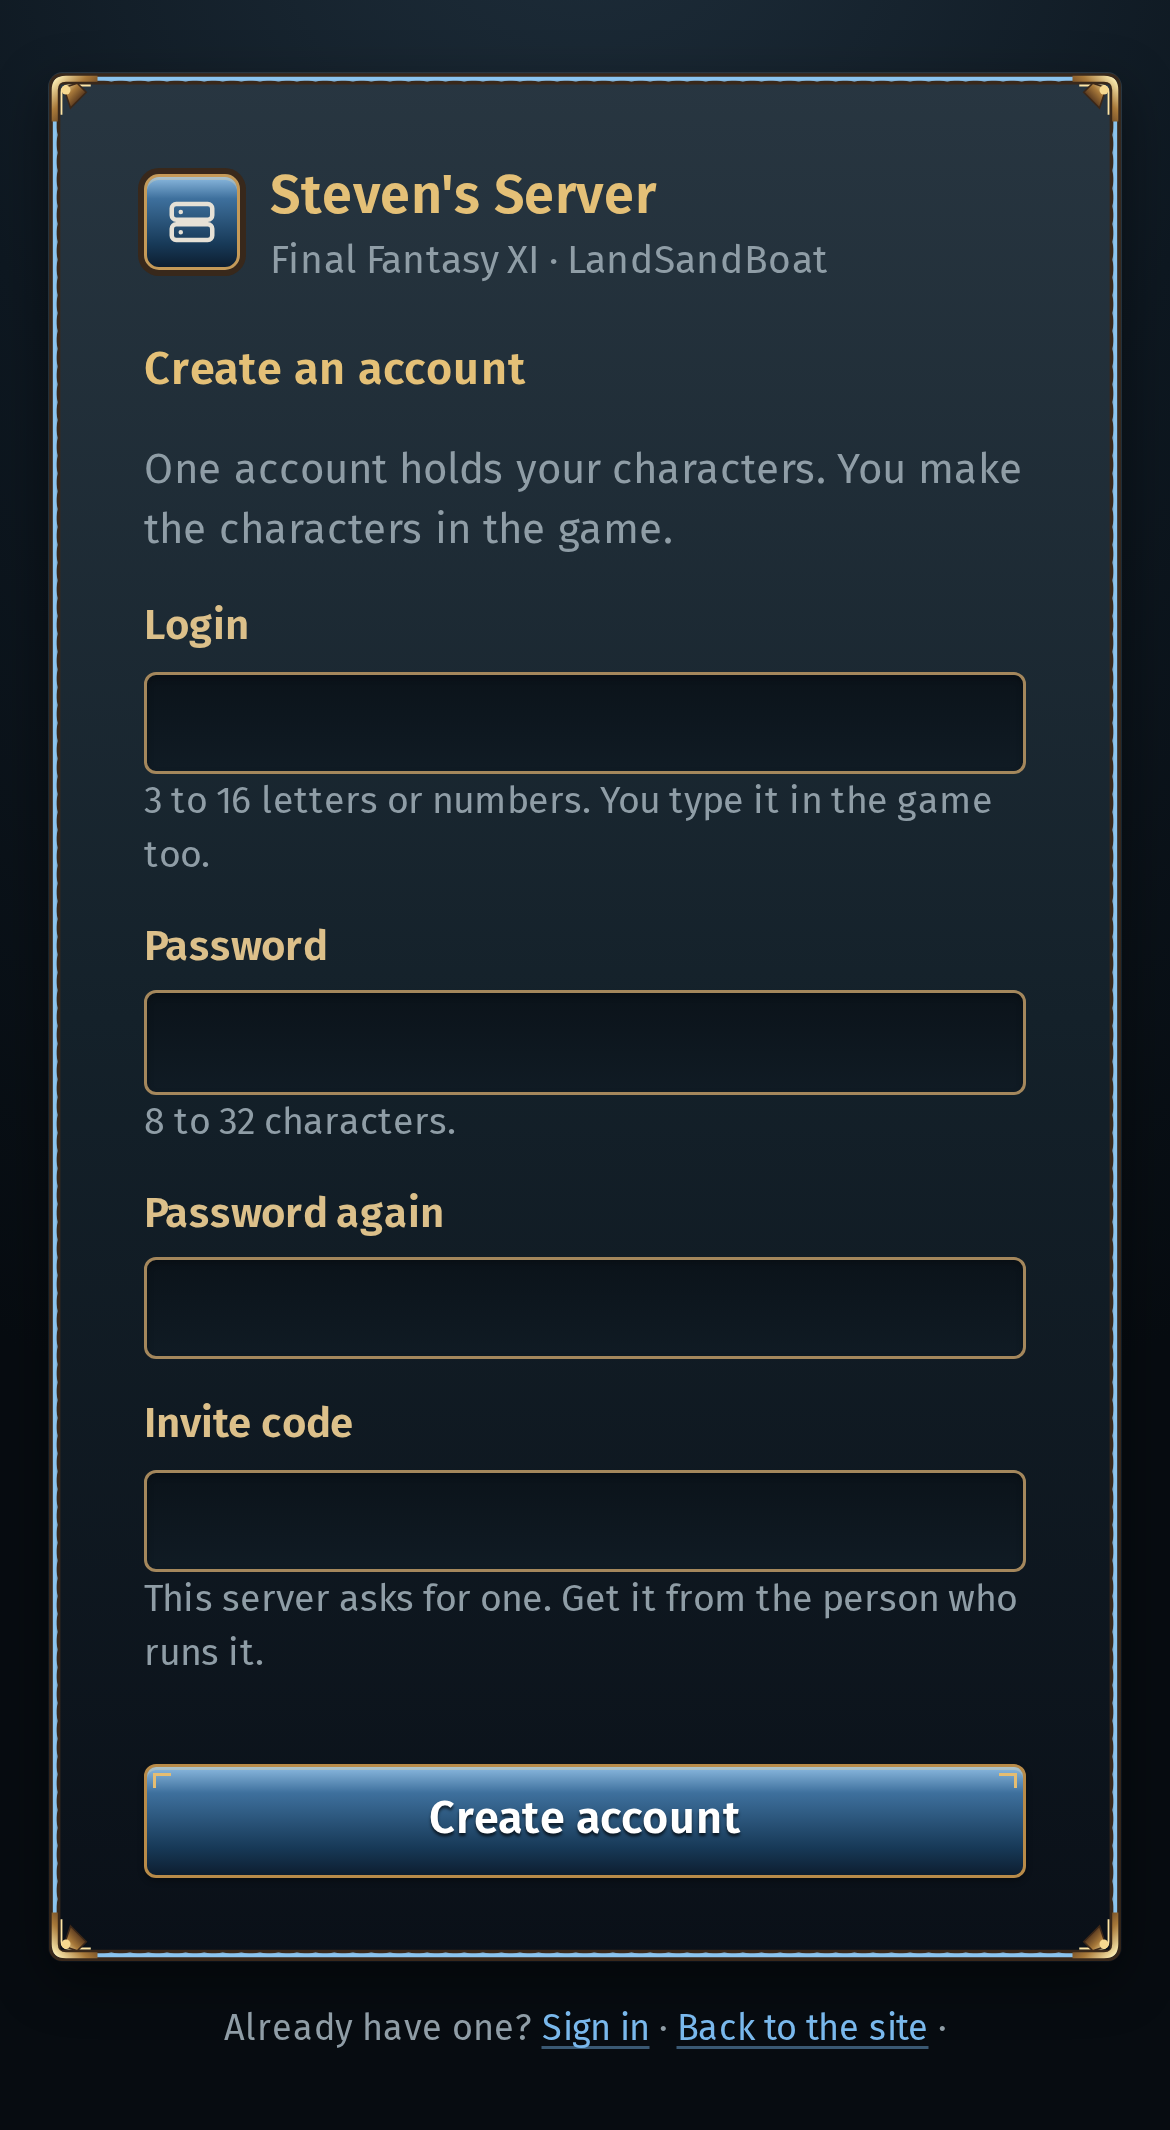 Steven's Server
Final Fantasy XI · LandSandBoat
Create an account
One account holds your characters. You make
the characters in the game.
Login
3 to 16 letters or numbers. You type it in the game
too.
Password
8 to 32 characters.
Password again
Invite code
This server asks for one. Get it from the person who
runs it.
Create account
Already have one? Sign in · Back to the site ·